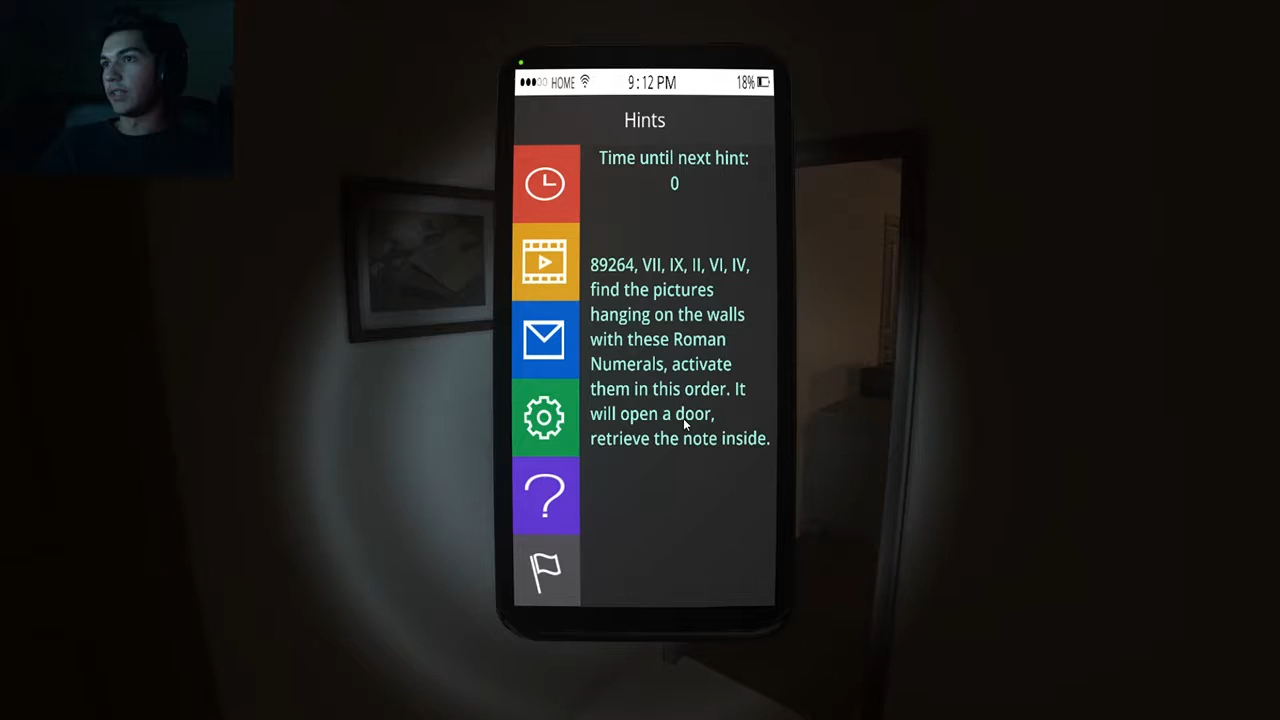 HOME 9:12 PM 18%
Hints
Time until next hint:
0
89264, VII, IX, II, VI, IV,
find the pictures
hanging on the walls
with these Roman
Numerals, activate
them in this order. It
will open a door,
retrieve the note inside.